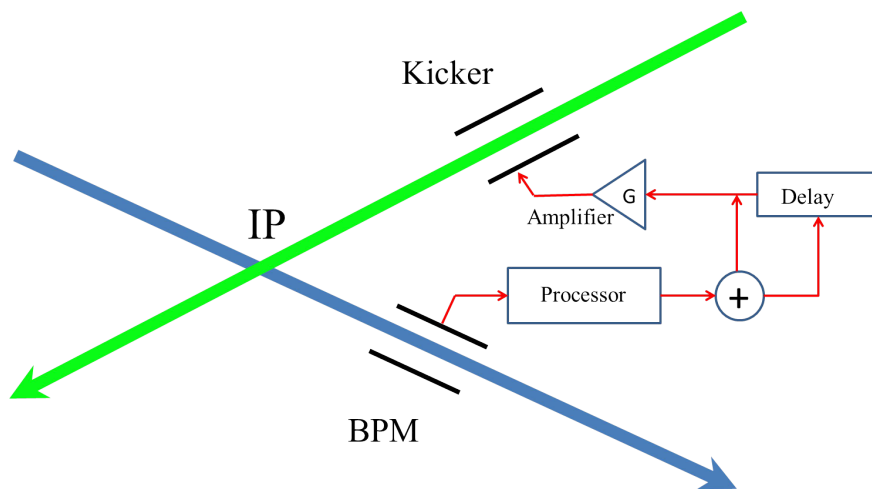 Kicker
IP
G
Delay
Amplifier
Processor
+
BPM